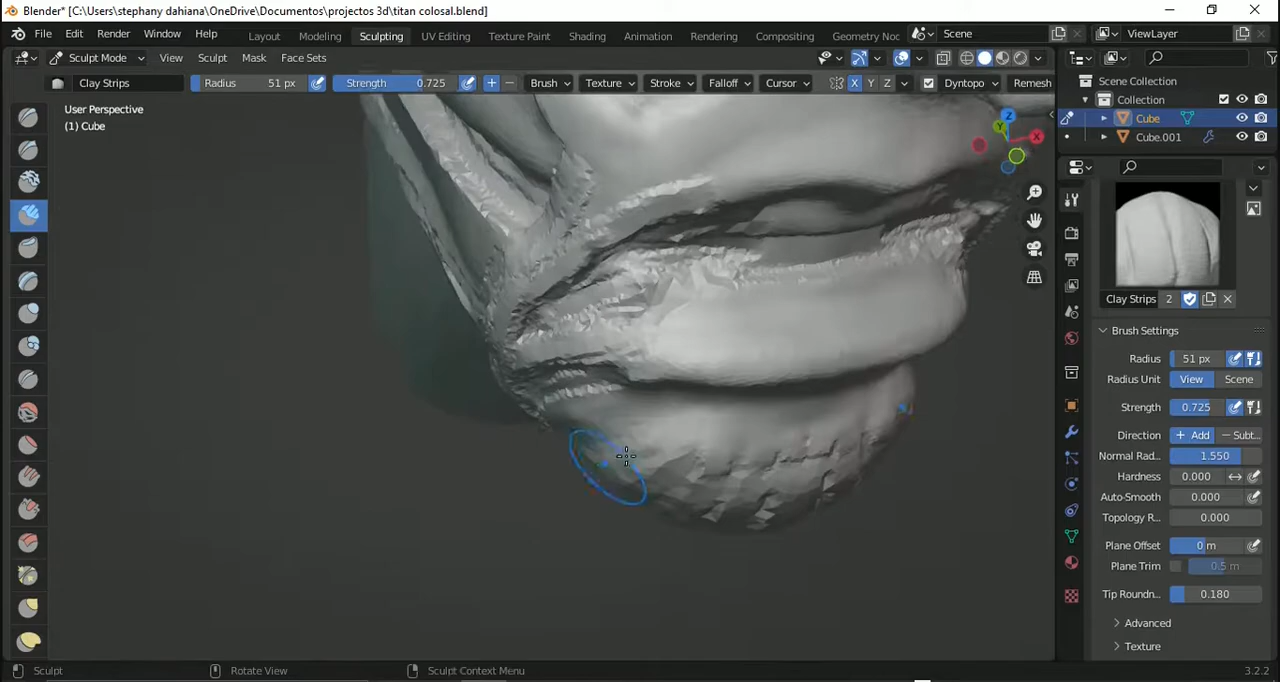 Blender* [C:\Users\stephany dahiana\OneDrive\Documentos\projectos 3d\titan colosal.blend]
File Edit Render Window Help Layout Modeling Sculpting UV Editing Texture Paint Shading Animation Rendering Compositing Geometry Noc Scene ViewLayer
Sculpt Mode View Sculpt Mask Face Sets
Clay Strips Radius 51 px Strength 0.725 Brush Texture Stroke Falloff Cursor X Y Z Dyntopo Remesh
User Perspective
(1) Cube
Z
Y
X
Scene Collection
Collection
Cube
Cube.001
Clay Strips 2
Brush Settings
Radius 51 px
Radius Unit View Scene
Strength 0.725
Direction + Add − Subt...
Normal Rad... 1.550
Hardness 0.000
Auto-Smooth 0.000
Topology R... 0.000
Plane Offset 0 m
Plane Trim 0.5 m
Tip Roundn... 0.180
Advanced
Texture
Sculpt Rotate View Sculpt Context Menu 3.2.2